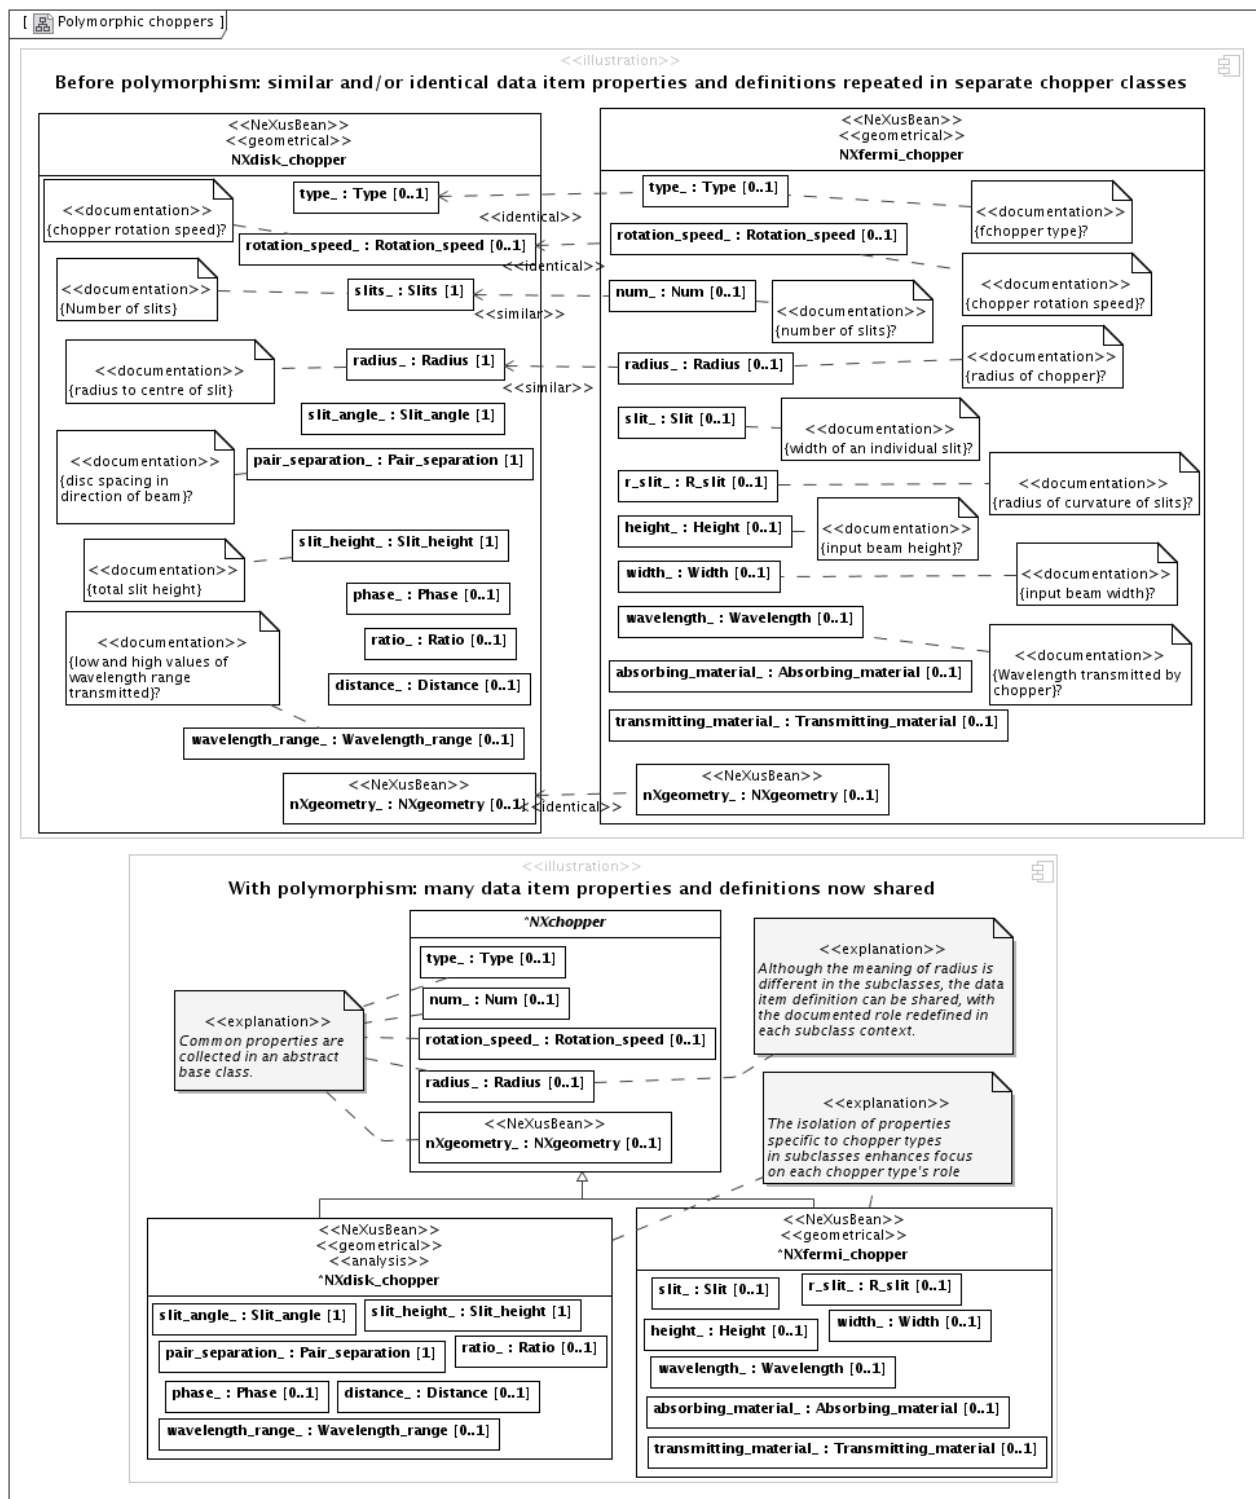 [ Polymorphic choppers ]
<<illustration>>
Before polymorphism: similar and/or identical data item properties and definitions repeated in separate chopper classes
<<NeXusBean>>
<<geometrical>>
NXdisk_chopper
<<documentation>>
{chopper rotation speed}?
type_ : Type [0..1]
<<identical>>
rotation_speed_ : Rotation_speed [0..1]
<<identical>>
<<documentation>>
{Number of slits}
slits_ : Slits [1]
<<similar>>
<<documentation>>
{radius to centre of slit}
radius_ : Radius [1]
<<similar>>
slit_angle_ : Slit_angle [1]
<<documentation>>
{disc spacing in
direction of beam}?
pair_separation_ : Pair_separation [1]
slit_height_ : Slit_height [1]
<<documentation>>
{total slit height}
phase_ : Phase [0..1]
ratio_ : Ratio [0..1]
<<documentation>>
{low and high values of
wavelength range
transmitted}?
distance_ : Distance [0..1]
wavelength_range_ : Wavelength_range [0..1]
<<NeXusBean>>
nXgeometry_ : NXgeometry [0..1]
<<identical>>
<<NeXusBean>>
<<geometrical>>
NXfermi_chopper
type_ : Type [0..1]
<<documentation>>
{fchopper type}?
rotation_speed_ : Rotation_speed [0..1]
<<documentation>>
{chopper rotation speed}?
num_ : Num [0..1]
<<documentation>>
{number of slits}?
radius_ : Radius [0..1]
<<documentation>>
{radius of chopper}?
slit_ : Slit [0..1]
<<documentation>>
{width of an individual slit}?
r_slit_ : R_slit [0..1]
<<documentation>>
{radius of curvature of slits}?
height_ : Height [0..1]
<<documentation>>
{input beam height}?
width_ : Width [0..1]
<<documentation>>
{input beam width}?
wavelength_ : Wavelength [0..1]
<<documentation>>
{Wavelength transmitted by
chopper}?
absorbing_material_ : Absorbing_material [0..1]
transmitting_material_ : Transmitting_material [0..1]
<<NeXusBean>>
nXgeometry_ : NXgeometry [0..1]
<<illustration>>
With polymorphism: many data item properties and definitions now shared
^NXchopper
type_ : Type [0..1]
num_ : Num [0..1]
rotation_speed_ : Rotation_speed [0..1]
radius_ : Radius [0..1]
<<NeXusBean>>
nXgeometry_ : NXgeometry [0..1]
<<explanation>>
Common properties are
collected in an abstract
base class.
<<explanation>>
Although the meaning of radius is
different in the subclasses, the data
item definition can be shared, with
the documented role redefined in
each subclass context.
<<explanation>>
The isolation of properties
specific to chopper types
in subclasses enhances focus
on each chopper type's role
<<NeXusBean>>
<<geometrical>>
<<analysis>>
^NXdisk_chopper
slit_angle_ : Slit_angle [1]
slit_height_ : Slit_height [1]
pair_separation_ : Pair_separation [1]
ratio_ : Ratio [0..1]
phase_ : Phase [0..1]
distance_ : Distance [0..1]
wavelength_range_ : Wavelength_range [0..1]
<<NeXusBean>>
<<geometrical>>
^NXfermi_chopper
slit_ : Slit [0..1]
r_slit_ : R_slit [0..1]
height_ : Height [0..1]
width_ : Width [0..1]
wavelength_ : Wavelength [0..1]
absorbing_material_ : Absorbing_material [0..1]
transmitting_material_ : Transmitting_material [0..1]